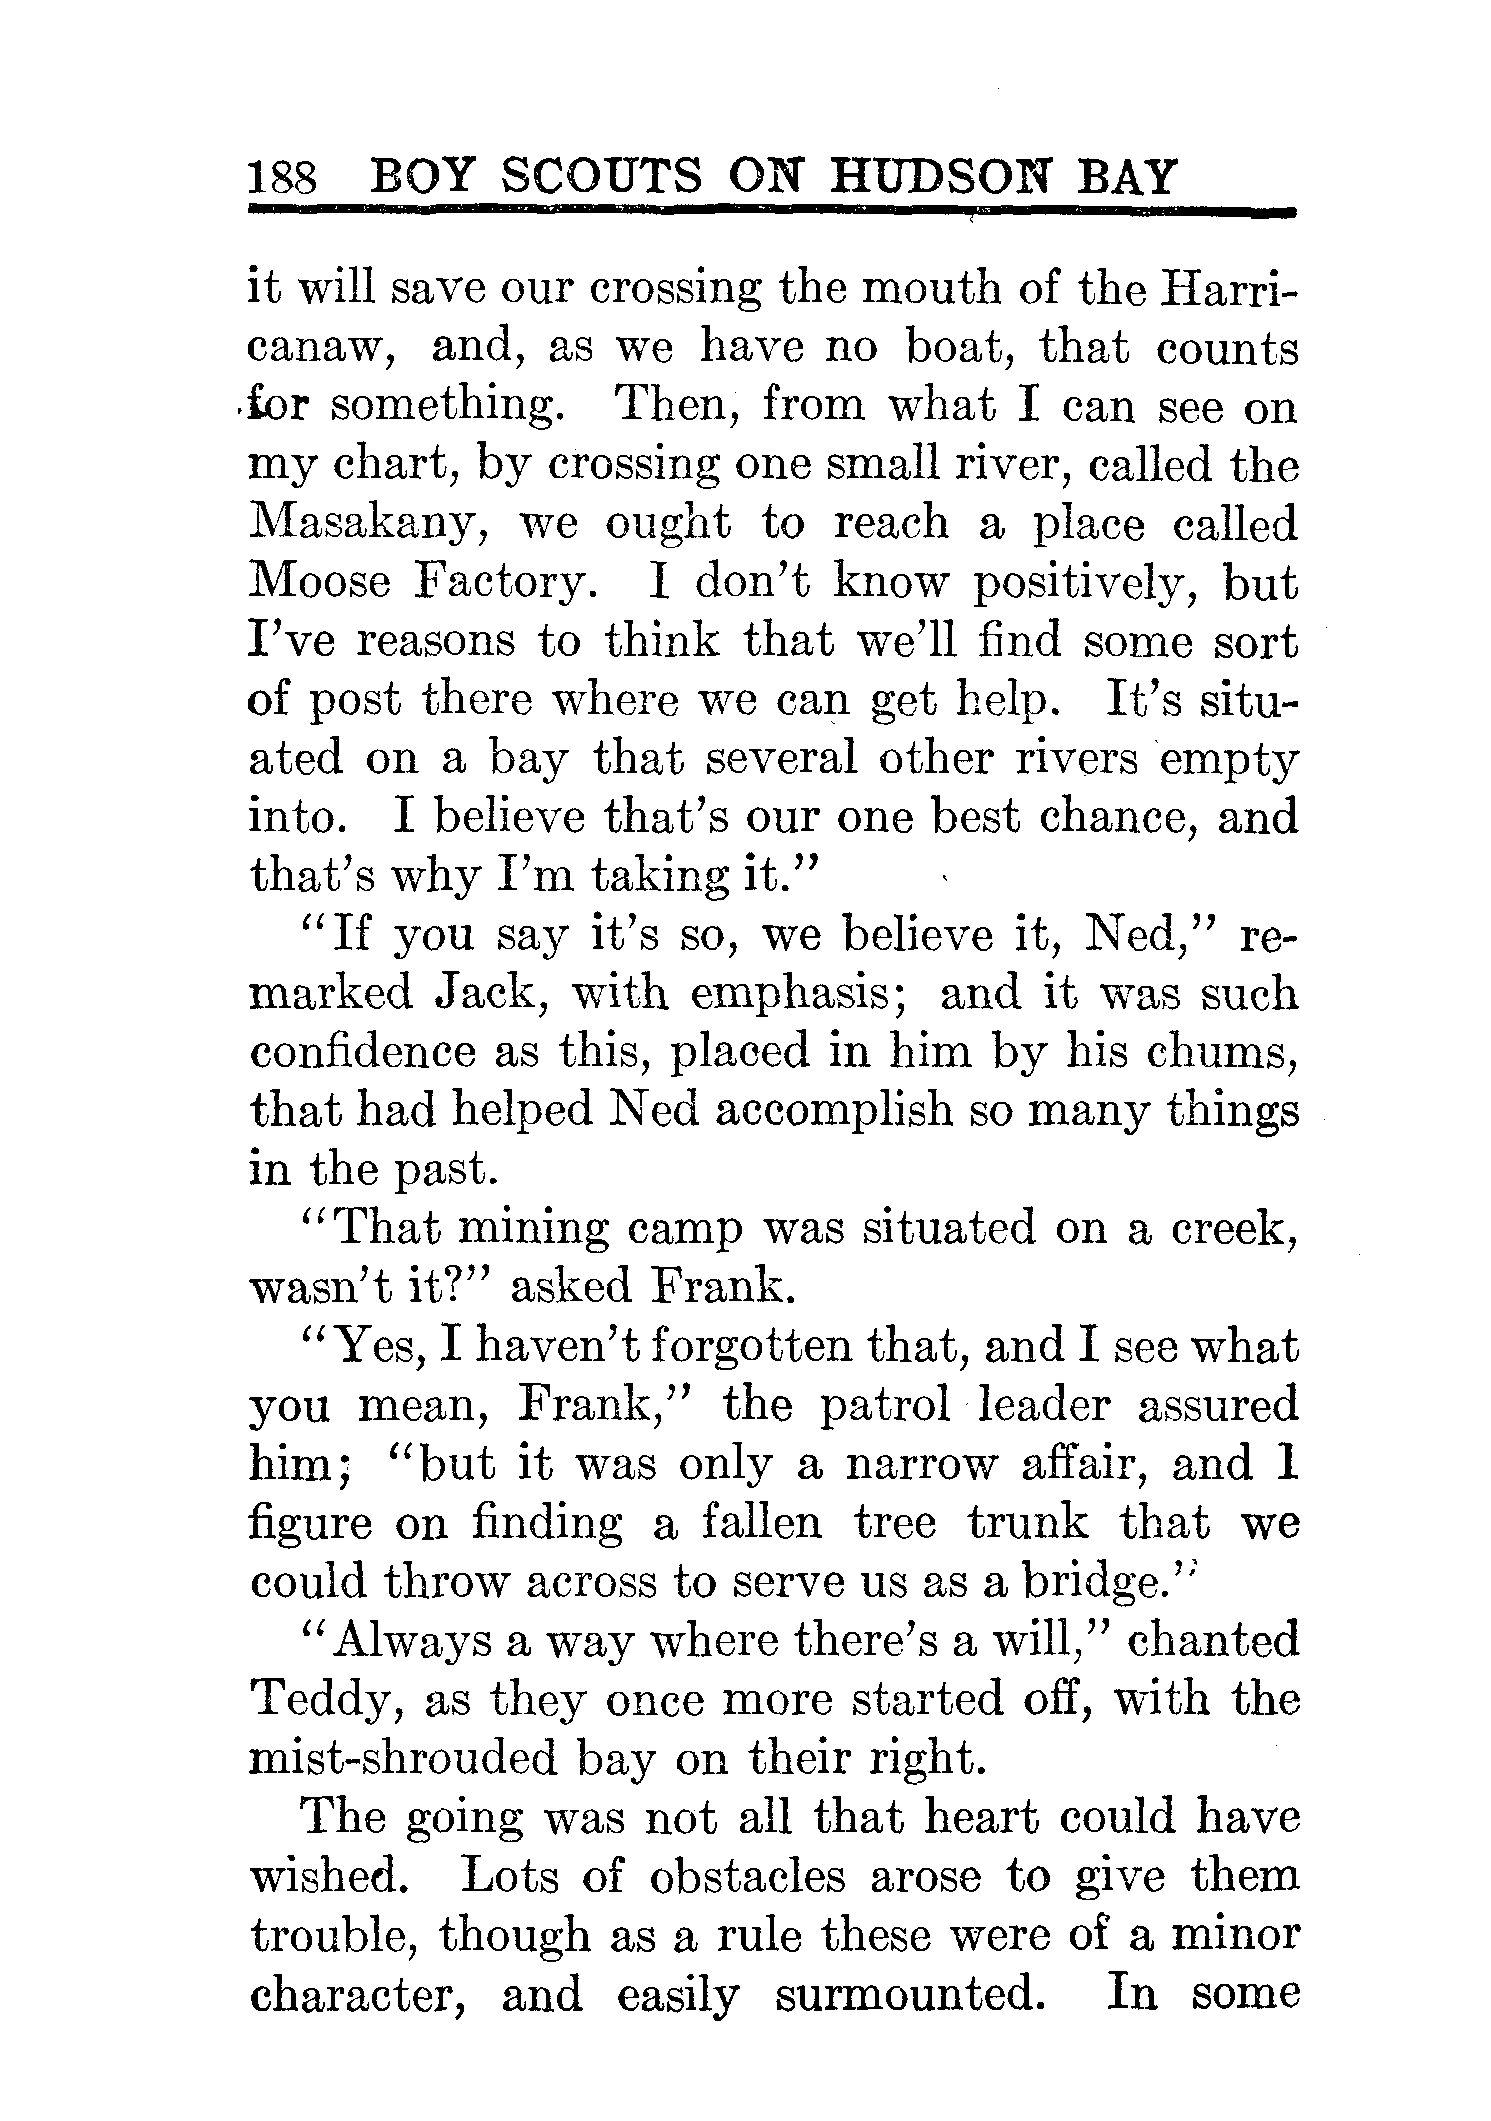 188 BOY SCOUTS ON HUDSON BAY
it will save our crossing the mouth of the Harri-
canaw, and, as we have no boat, that counts
for something. Then, from what I can see on
my chart, by crossing one small river, called the
Masakany, we ought to reach a place called
Moose Factory. I don't know positively, but
I've reasons to think that we'll find some sort
of post there where we can get help. It's situ-
ated on a bay that several other rivers empty
into. I believe that's our one best chance, and
that's why I'm taking it."
"If you say it's so, we believe it, Ned," re-
marked Jack, with emphasis; and it was such
confidence as this, placed in him by his chums,
that had helped Ned accomplish so many things
in the past.
"That mining camp was situated on a creek,
wasn't it?" asked Frank.
"Yes, I haven't forgotten that, and I see what
you mean, Frank," the patrol leader assured
him; "but it was only a narrow affair, and I
figure on finding a fallen tree trunk that we
could throw across to serve us as a bridge."
"Always a way where there's a will," chanted
Teddy, as they once more started off, with the
mist-shrouded bay on their right.
The going was not all that heart could have
wished. Lots of obstacles arose to give them
trouble, though as a rule these were of a minor
character, and easily surmounted. In some